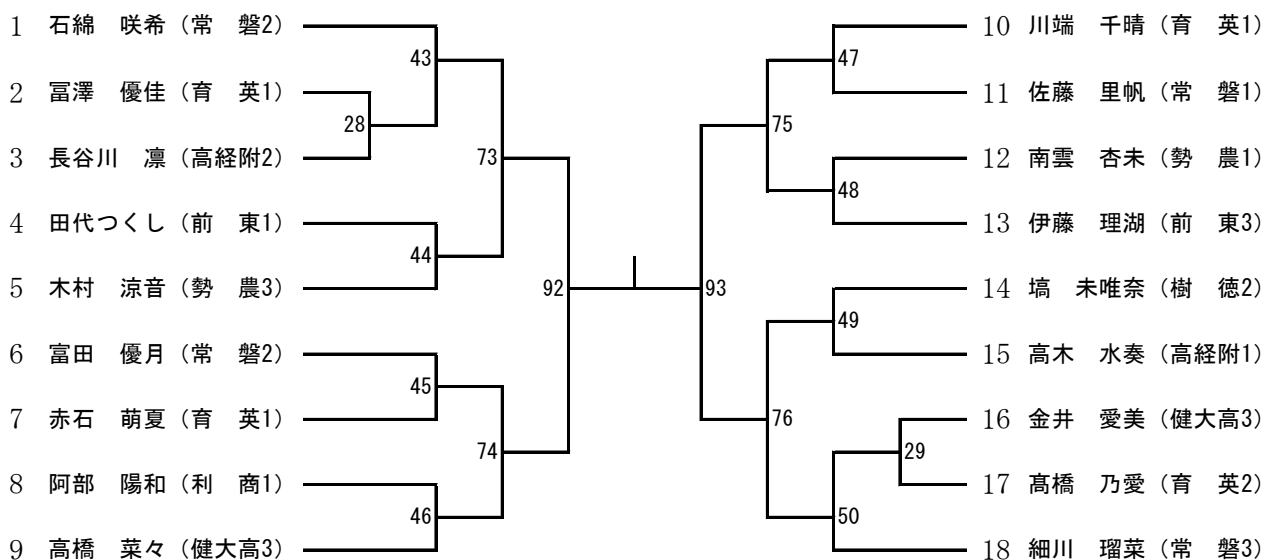 1 石綿 咲希 (常 磐2)
2 冨澤 優佳 (育 英1)
3 長谷川 凛 (高経附2)
4 田代つくし (前 東1)
5 木村 涼音 (勢 農3)
6 富田 優月 (常 磐2)
7 赤石 萌夏 (育 英1)
8 阿部 陽和 (利 商1)
9 高橋 菜々 (健大高3)
43
28
73
44
92
45
74
46
47
75
48
93
49
76
29
50
10 川端 千晴 (育 英1)
11 佐藤 里帆 (常 磐1)
12 南雲 杏未 (勢 農1)
13 伊藤 理湖 (前 東3)
14 塙 未唯奈 (樹 徳2)
15 高木 水奏 (高経附1)
16 金井 愛美 (健大高3)
17 髙橋 乃愛 (育 英2)
18 細川 瑠菜 (常 磐3)